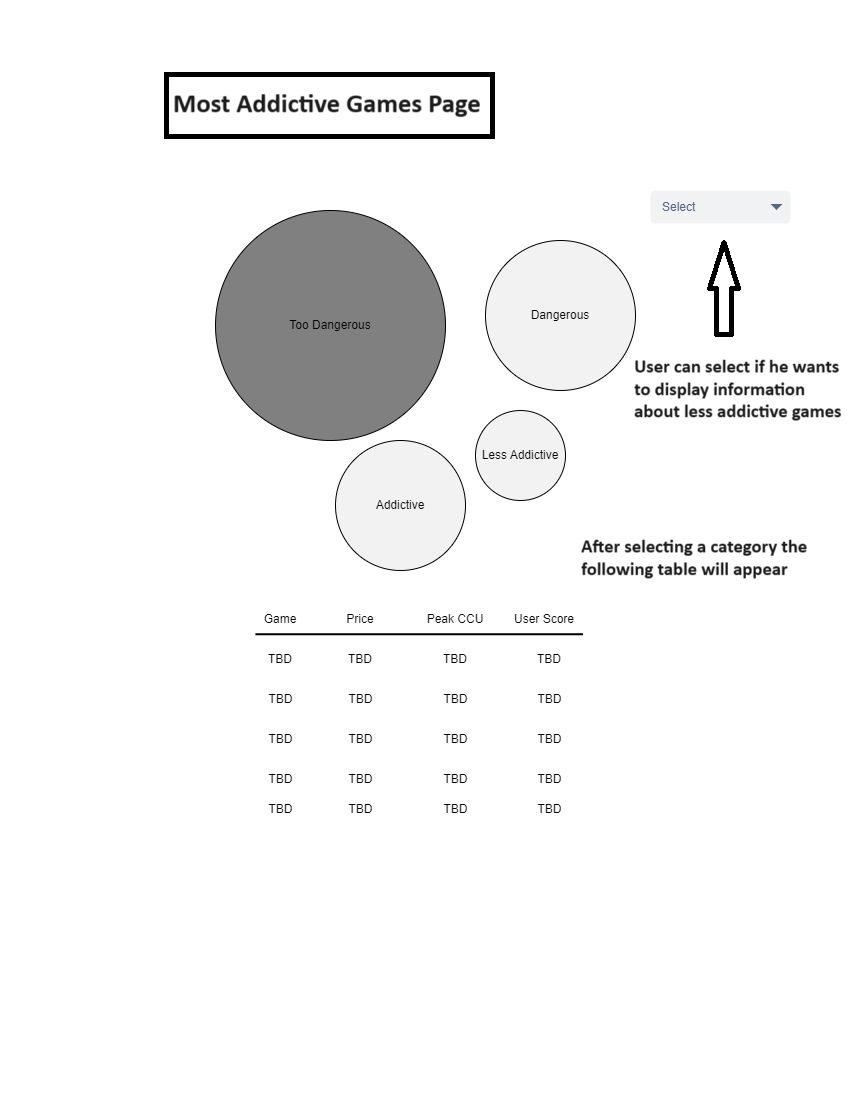 Most Addictive Games Page
Select
Too Dangerous
Dangerous
User can select if he wants
to display information
about less addictive games
Less Addictive
Addictive
After selecting a category the
following table will appear
Game Price Peak CCU User Score
TBD TBD TBD TBD
TBD TBD TBD TBD
TBD TBD TBD TBD
TBD TBD TBD TBD
TBD TBD TBD TBD